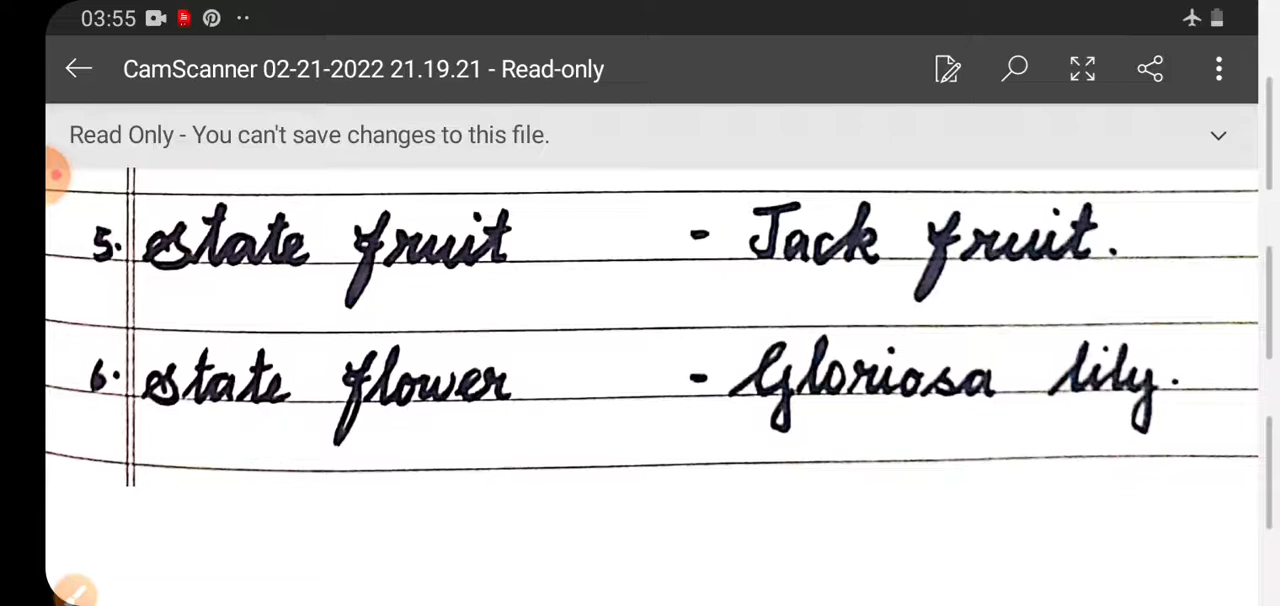 03:55
CamScanner 02-21-2022 21.19.21 - Read-only
Read Only - You can't save changes to this file.
5. State fruit - Jack fruit.
6. State flower - Gloriosa lily.